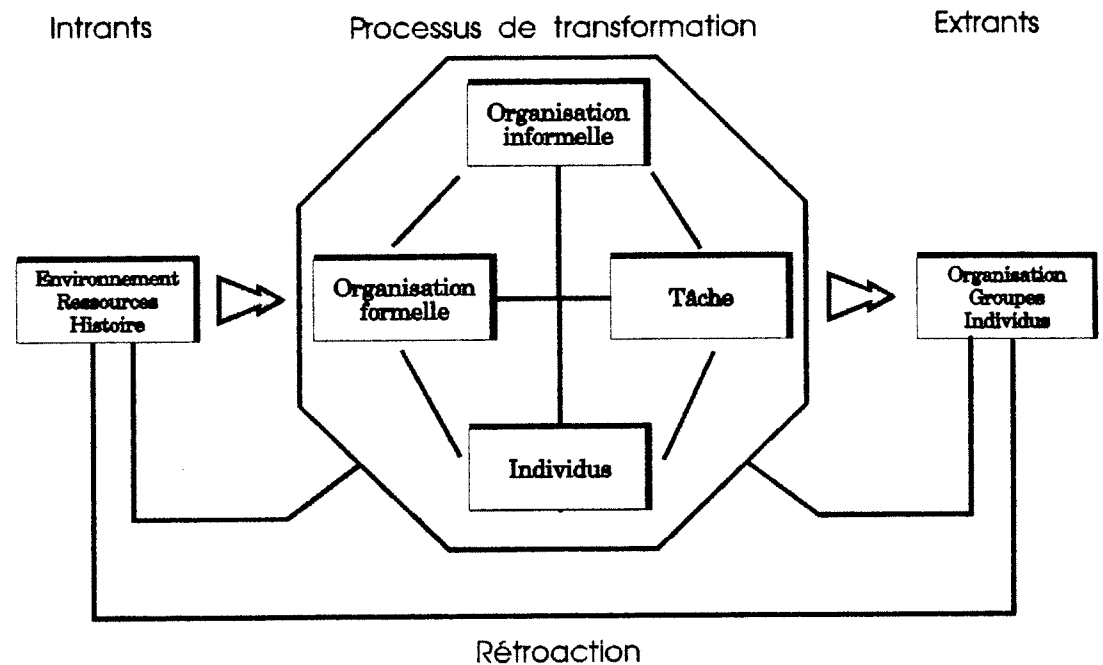 Intrants
Processus de transformation
Extrants
Organisation
informelle
Environnement
Ressources
Histoire
Organisation
formelle
Tâche
Organisation
Groupes
Individus
Individus
Rétroaction